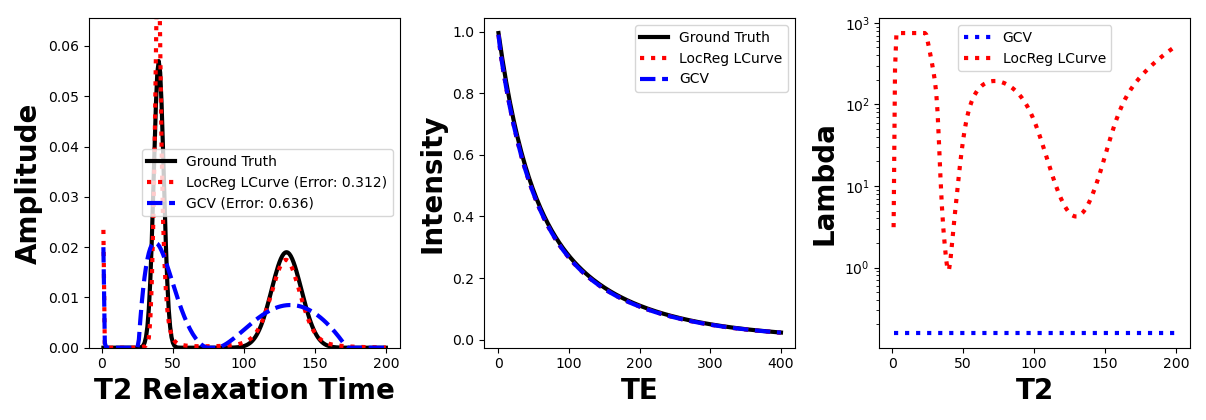 Amplitude
0.06
0.05
0.04
0.03
0.02
0.01
0.00
0 50 100 150 200
T2 Relaxation Time
Ground Truth
LocReg LCurve (Error: 0.312)
GCV (Error: 0.636)
Intensity
1.0
0.8
0.6
0.4
0.2
0.0
0 100 200 300 400
TE
Ground Truth
LocReg LCurve
GCV
Lambda
10³
10²
10¹
10⁰
0 50 100 150 200
T2
GCV
LocReg LCurve